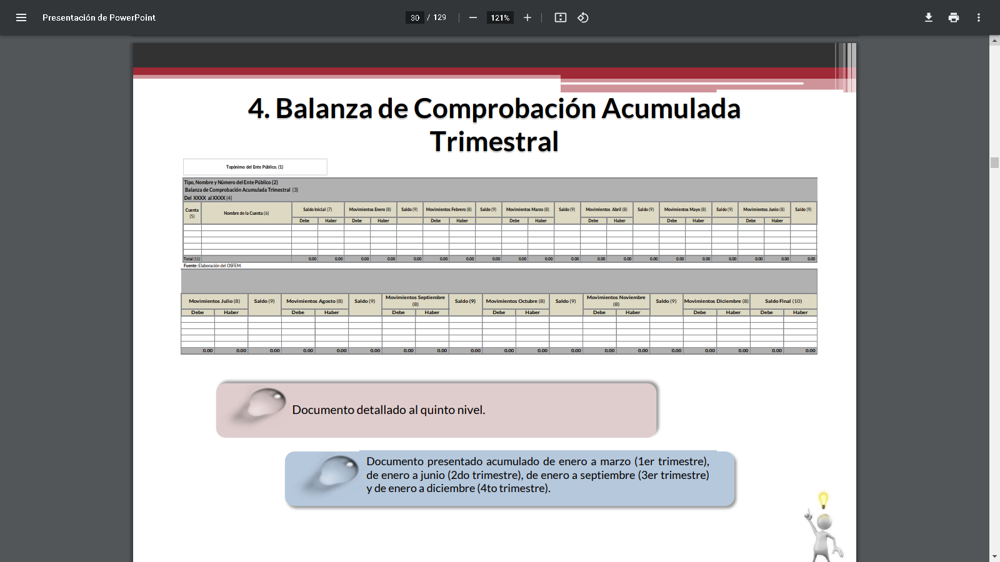 Presentación de PowerPoint
30 / 129
121%
4. Balanza de Comprobación Acumulada
Trimestral
Topónimo del Ente Público. (1)
Tipo, Nombre y Número del Ente Público (2)
Balanza de Comprobación Acumulada Trimestral (3)
Del XXXX al XXXX (4)
Cuenta (5) Nombre de la Cuenta (6) Saldo Inicial (7) Movimientos Enero (8) Saldo (9) Movimientos Febrero (8) Saldo (9) Movimientos Marzo (8) Saldo (9) Movimientos Abril (8) Saldo (9) Movimientos Mayo (8) Saldo (9) Movimientos Junio (8) Saldo (9)
Debe Haber Debe Haber Debe Haber Debe Haber Debe Haber Debe Haber Debe Haber
Total (11) 0.00 0.00 0.00 0.00 0.00 0.00 0.00 0.00 0.00 0.00 0.00 0.00 0.00 0.00 0.00 0.00 0.00 0.00 0.00 0.00
Fuente: Elaboración del OSFEM.
Movimientos Julio (8) Saldo (9) Movimientos Agosto (8) Saldo (9) Movimientos Septiembre (8) Saldo (9) Movimientos Octubre (8) Saldo (9) Movimientos Noviembre (8) Saldo (9) Movimientos Diciembre (8) Saldo Final (10)
Debe Haber Debe Haber Debe Haber Debe Haber Debe Haber Debe Haber Debe Haber
0.00 0.00 0.00 0.00 0.00 0.00 0.00 0.00 0.00 0.00 0.00 0.00 0.00 0.00 0.00 0.00 0.00 0.00 0.00
Documento detallado al quinto nivel.
Documento presentado acumulado de enero a marzo (1er trimestre),
de enero a junio (2do trimestre), de enero a septiembre (3er trimestre)
y de enero a diciembre (4to trimestre).